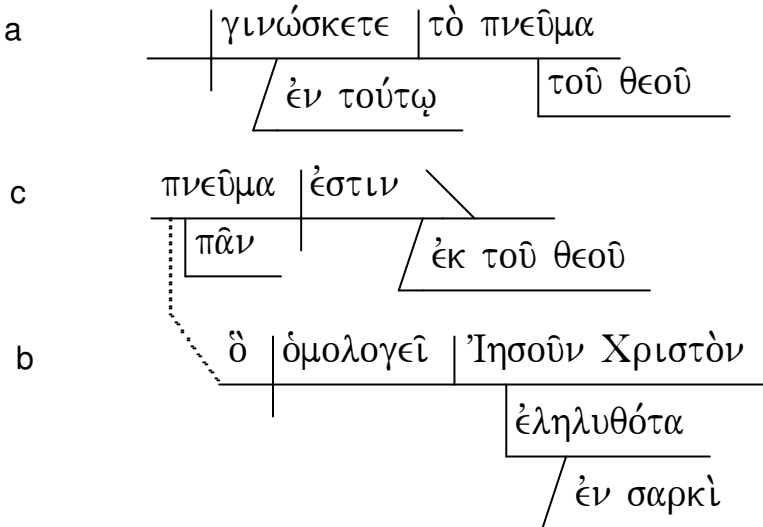 a γινώσκετε τὸ πνεῦμα
ἐν τούτῳ τοῦ θεοῦ
c πνεῦμα ἐστιν
πᾶν ἐκ τοῦ θεοῦ
b ὃ ὁμολογεῖ Ἰησοῦν Χριστὸν
ἐληλυθότα
ἐν σαρκὶ